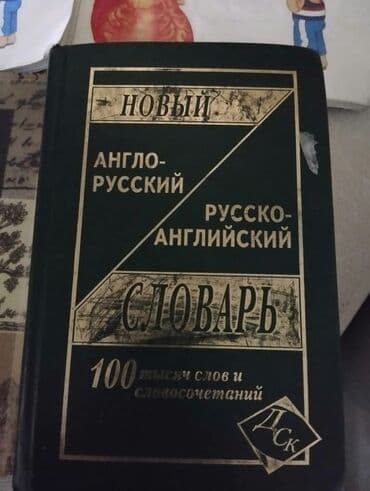 НОВЫЙ
АНГЛО-
РУССКИЙ
РУССКО-
АНГЛИЙСКИЙ
СЛОВАРЬ
100 тысяч слов и
словосочетаний
ДСК